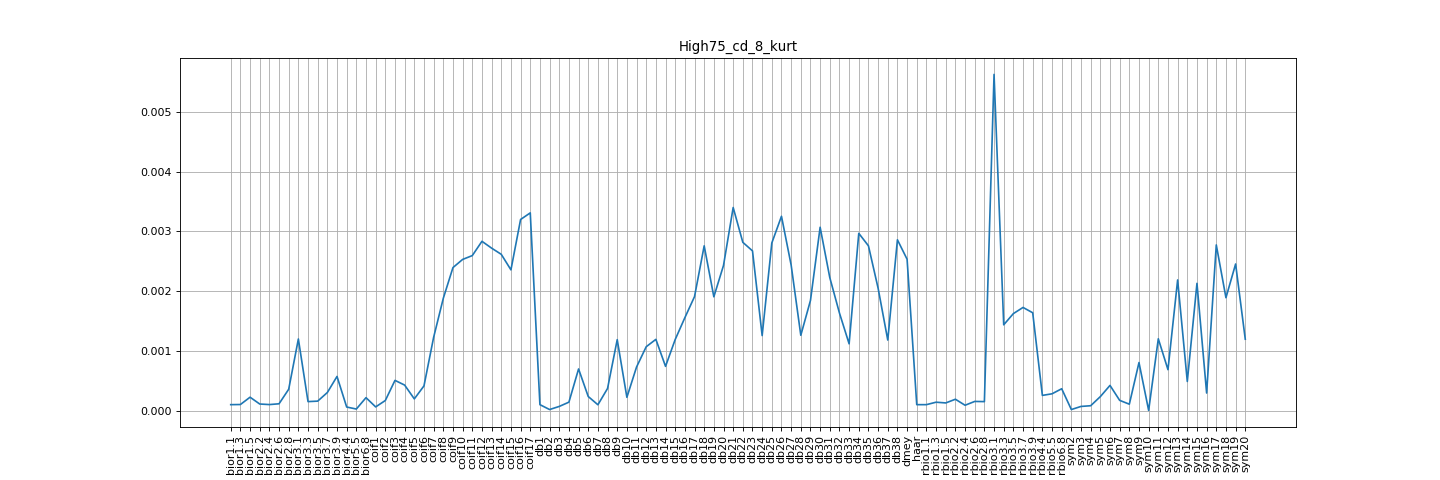 High75_cd_8_kurt
0.005
0.004
0.003
0.002
0.001
0.000
bior1.1
bior1.3
bior1.5
bior2.2
bior2.4
bior2.6
bior2.8
bior3.1
bior3.3
bior3.5
bior3.7
bior3.9
bior4.4
bior5.5
bior6.8
coif1
coif2
coif3
coif4
coif5
coif6
coif7
coif8
coif9
coif10
coif11
coif12
coif13
coif14
coif15
coif16
coif17
db1
db2
db3
db4
db5
db6
db7
db8
db9
db10
db11
db12
db13
db14
db15
db16
db17
db18
db19
db20
db21
db22
db23
db24
db25
db26
db27
db28
db29
db30
db31
db32
db33
db34
db35
db36
db37
db38
dmey
haar
rbio1.1
rbio1.3
rbio1.5
rbio2.2
rbio2.4
rbio2.6
rbio2.8
rbio3.1
rbio3.3
rbio3.5
rbio3.7
rbio3.9
rbio4.4
rbio5.5
rbio6.8
sym2
sym3
sym4
sym5
sym6
sym7
sym8
sym9
sym10
sym11
sym12
sym13
sym14
sym15
sym16
sym17
sym18
sym19
sym20